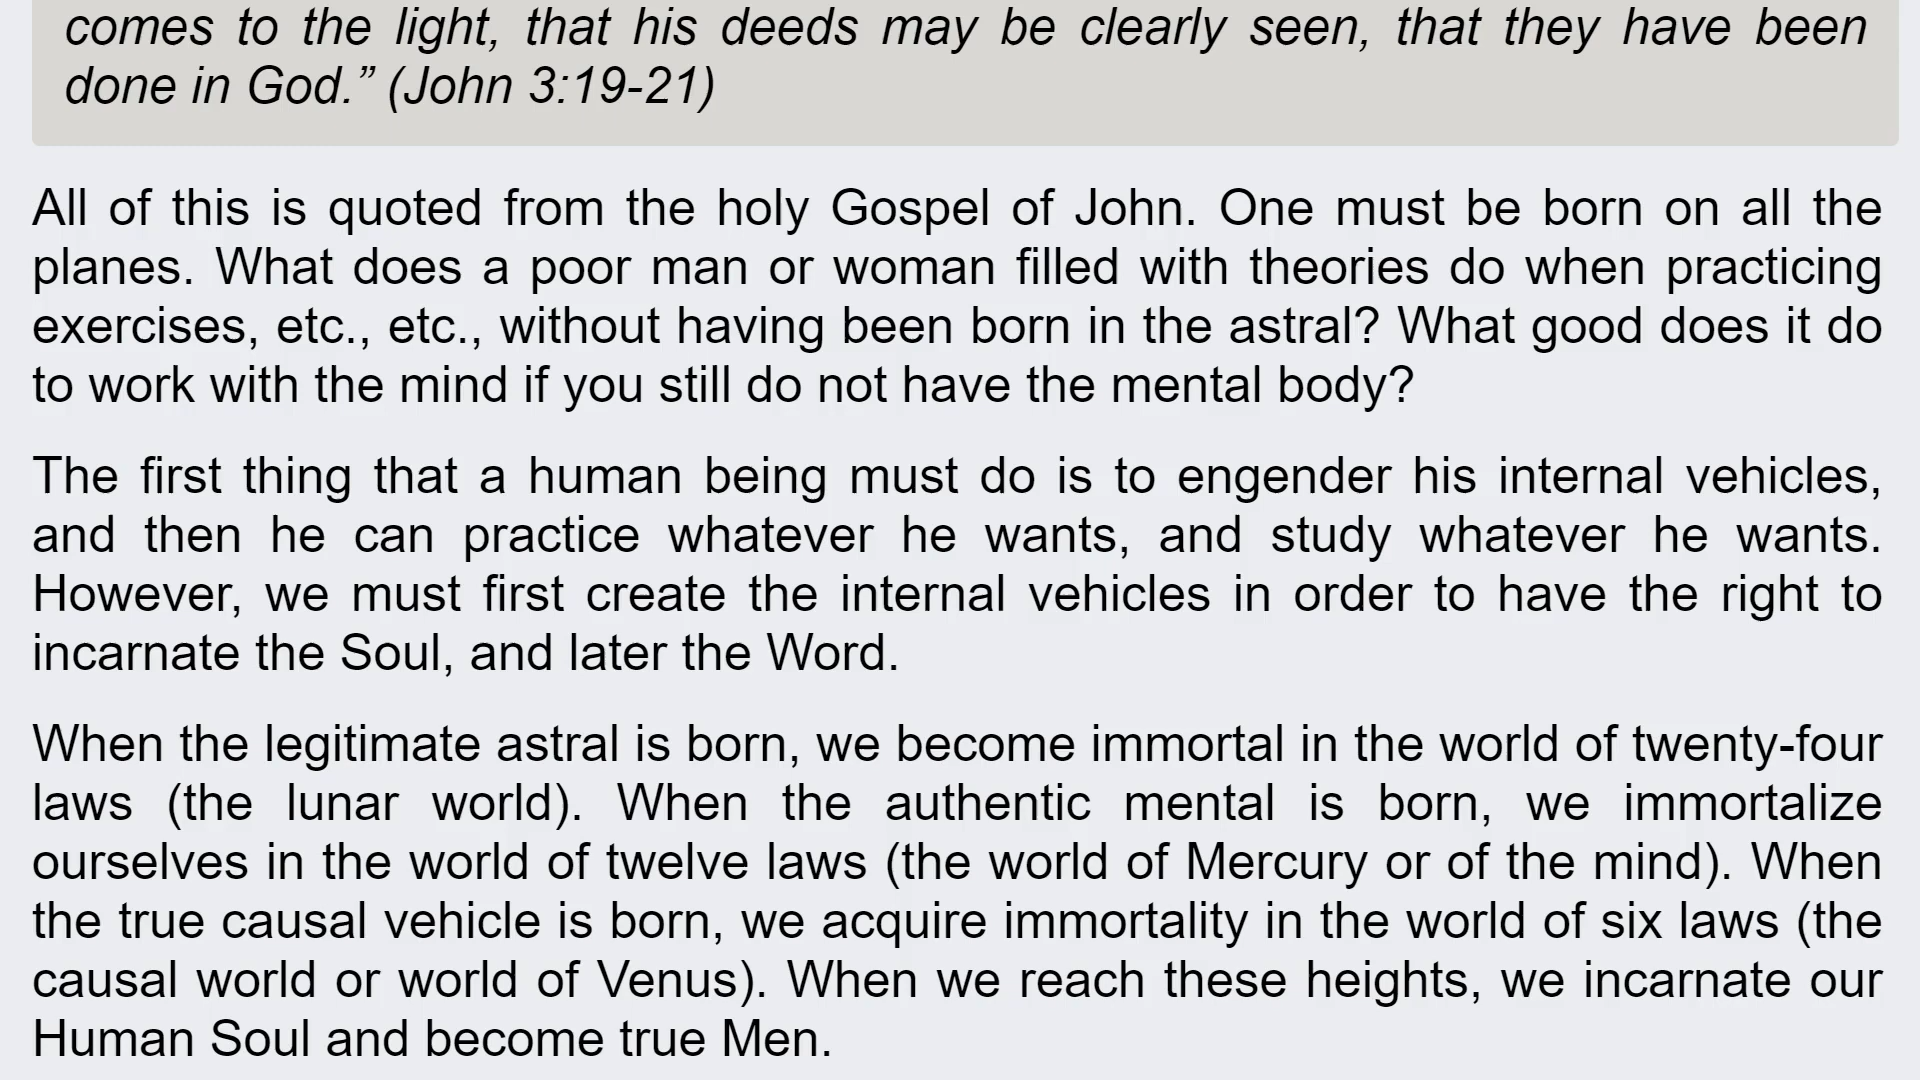 comes to the light, that his deeds may be clearly seen, that they have been
done in God.” (John 3:19-21)
All of this is quoted from the holy Gospel of John. One must be born on all the
planes. What does a poor man or woman filled with theories do when practicing
exercises, etc., etc., without having been born in the astral? What good does it do
to work with the mind if you still do not have the mental body?
The first thing that a human being must do is to engender his internal vehicles,
and then he can practice whatever he wants, and study whatever he wants.
However, we must first create the internal vehicles in order to have the right to
incarnate the Soul, and later the Word.
When the legitimate astral is born, we become immortal in the world of twenty-four
laws (the lunar world). When the authentic mental is born, we immortalize
ourselves in the world of twelve laws (the world of Mercury or of the mind). When
the true causal vehicle is born, we acquire immortality in the world of six laws (the
causal world or world of Venus). When we reach these heights, we incarnate our
Human Soul and become true Men.